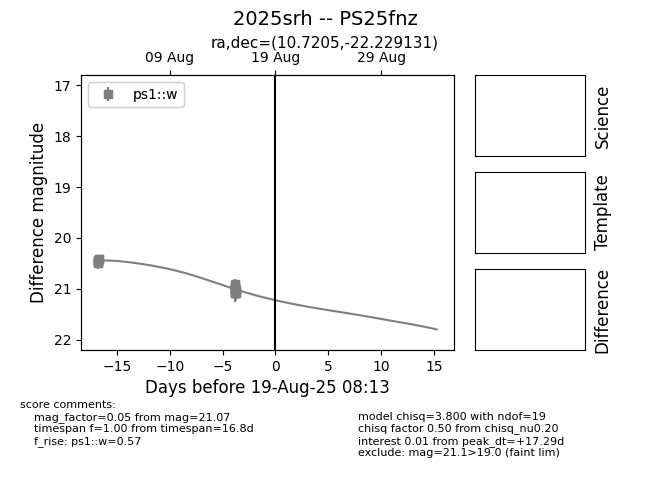 2025srh -- PS25fnz
ra,dec=(10.7205,-22.229131)
09 Aug 19 Aug 29 Aug
ps1::w
17
18
19
20
21
22
Difference magnitude
−15 −10 −5 0 5 10 15
Days before 19-Aug-25 08:13
Science
Template
Difference
score comments:
mag_factor=0.05 from mag=21.07
timespan f=1.00 from timespan=16.8d
f_rise: ps1::w=0.57
model chisq=3.800 with ndof=19
chisq factor 0.50 from chisq_nu0.20
interest 0.01 from peak_dt=+17.29d
exclude: mag=21.1>19.0 (faint lim)